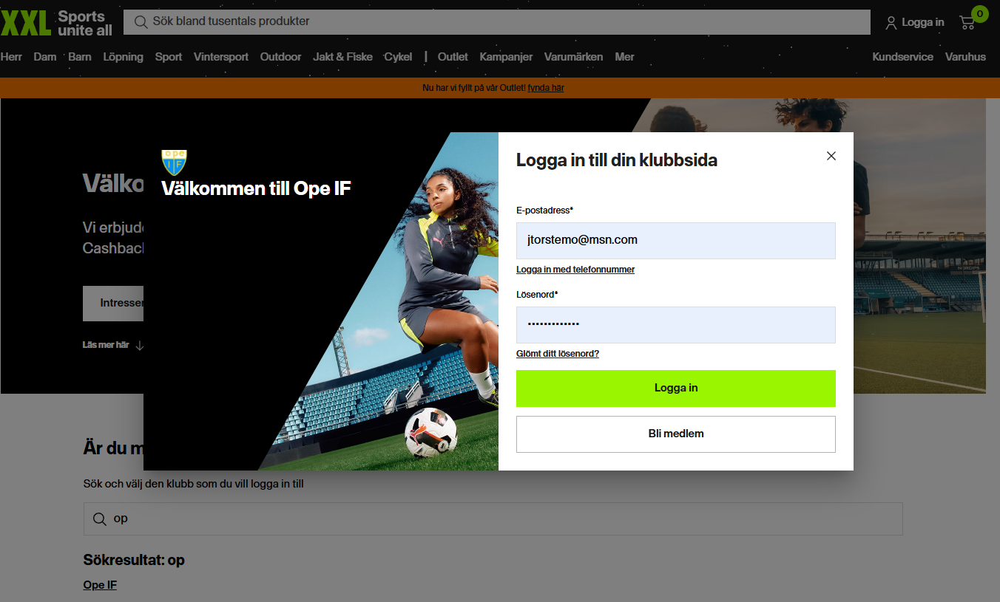 XXL Sports unite all
Sök bland tusentals produkter
Logga in
0
Herr Dam Barn Löpning Sport Vintersport Outdoor Jakt & Fiske Cykel | Outlet Kampanjer Varumärken Mer Kundservice Varuhus
Nu har vi fyllt på vår Outlet! fynda här
Välko
Vi erbjud
Cashbac
Intresse
Läs mer här
ope
IF
Välkommen till Ope IF
Logga in till din klubbsida
E-postadress*
jtorstemo@msn.com
Logga in med telefonnummer
Lösenord*
•••••••••••••
Glömt ditt lösenord?
Logga in
Bli medlem
Är du m
Sök och välj den klubb som du vill logga in till
op
Sökresultat: op
Ope IF